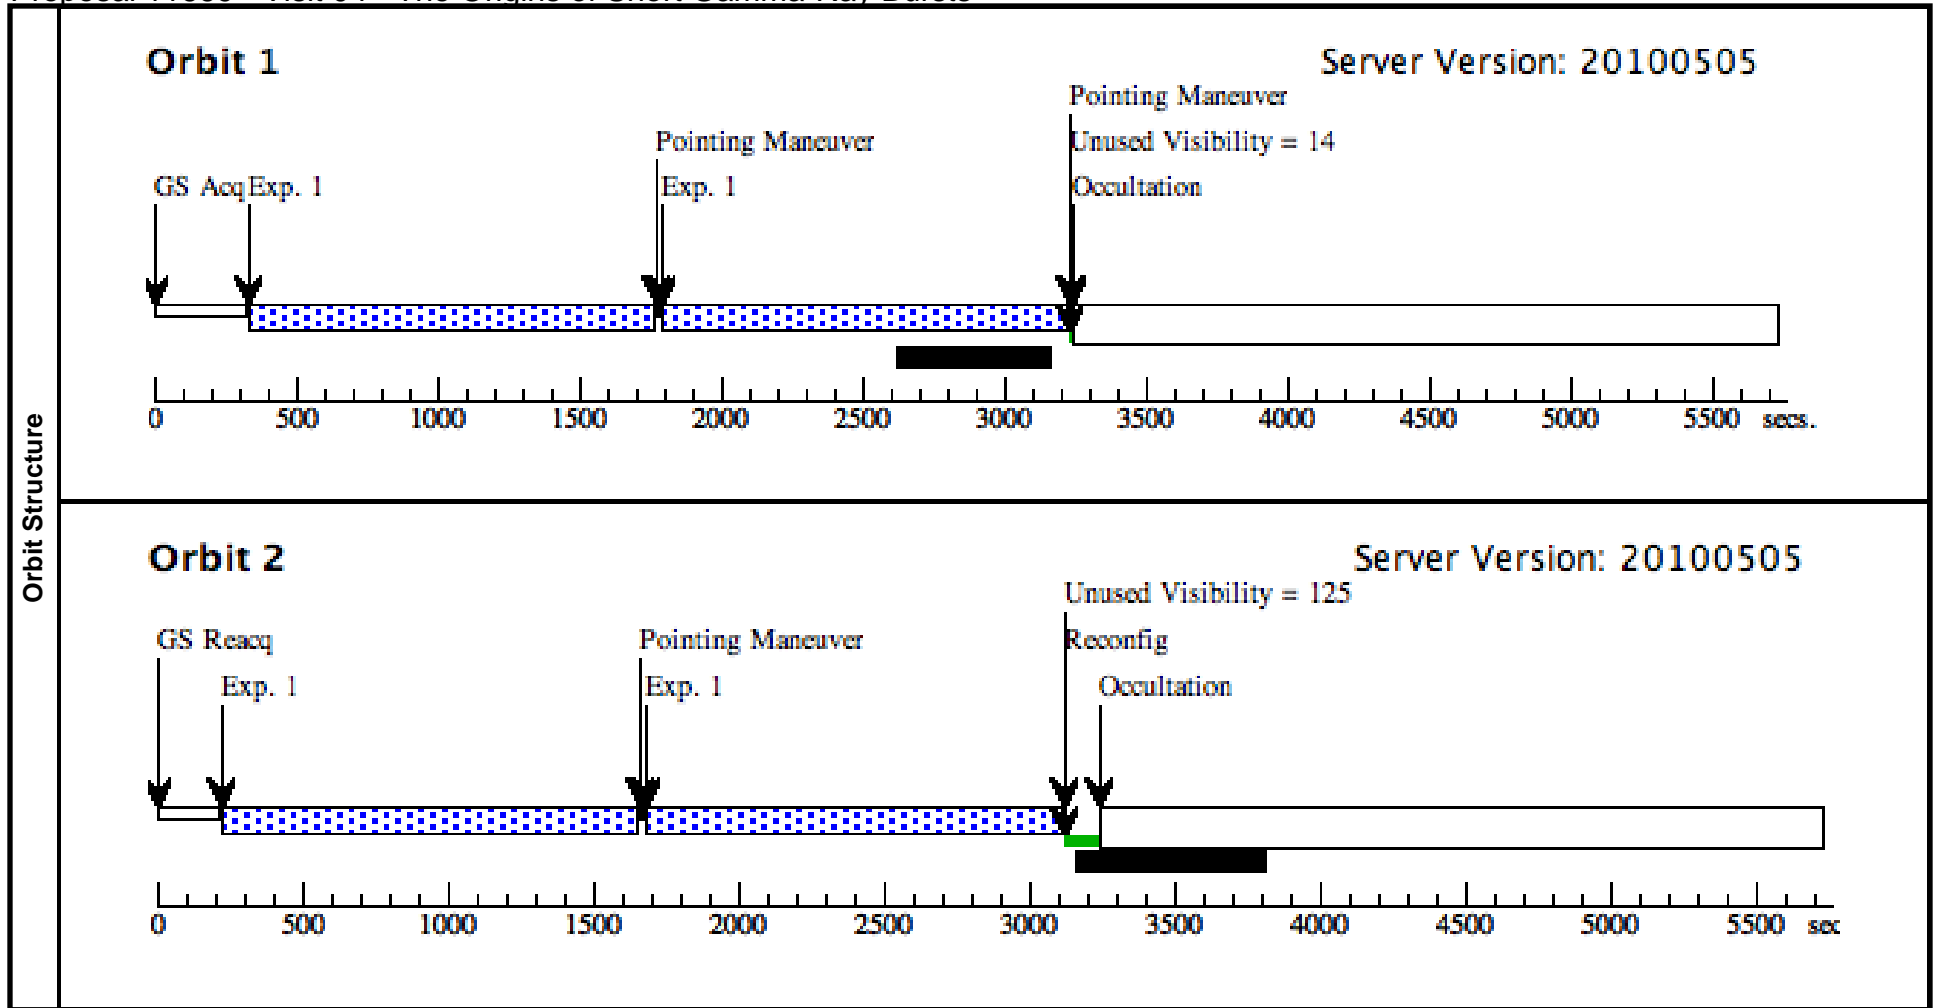 Orbit Structure
Orbit 1
Server Version: 20100505
Pointing Maneuver
Pointing Maneuver
Unused Visibility = 14
GS Acq
Exp. 1
Exp. 1
Occultation
0 500 1000 1500 2000 2500 3000 3500 4000 4500 5000 5500 secs.
Orbit 2
Server Version: 20100505
Unused Visibility = 125
GS Reacq
Pointing Maneuver
Reconfig
Exp. 1
Exp. 1
Occultation
0 500 1000 1500 2000 2500 3000 3500 4000 4500 5000 5500 sec